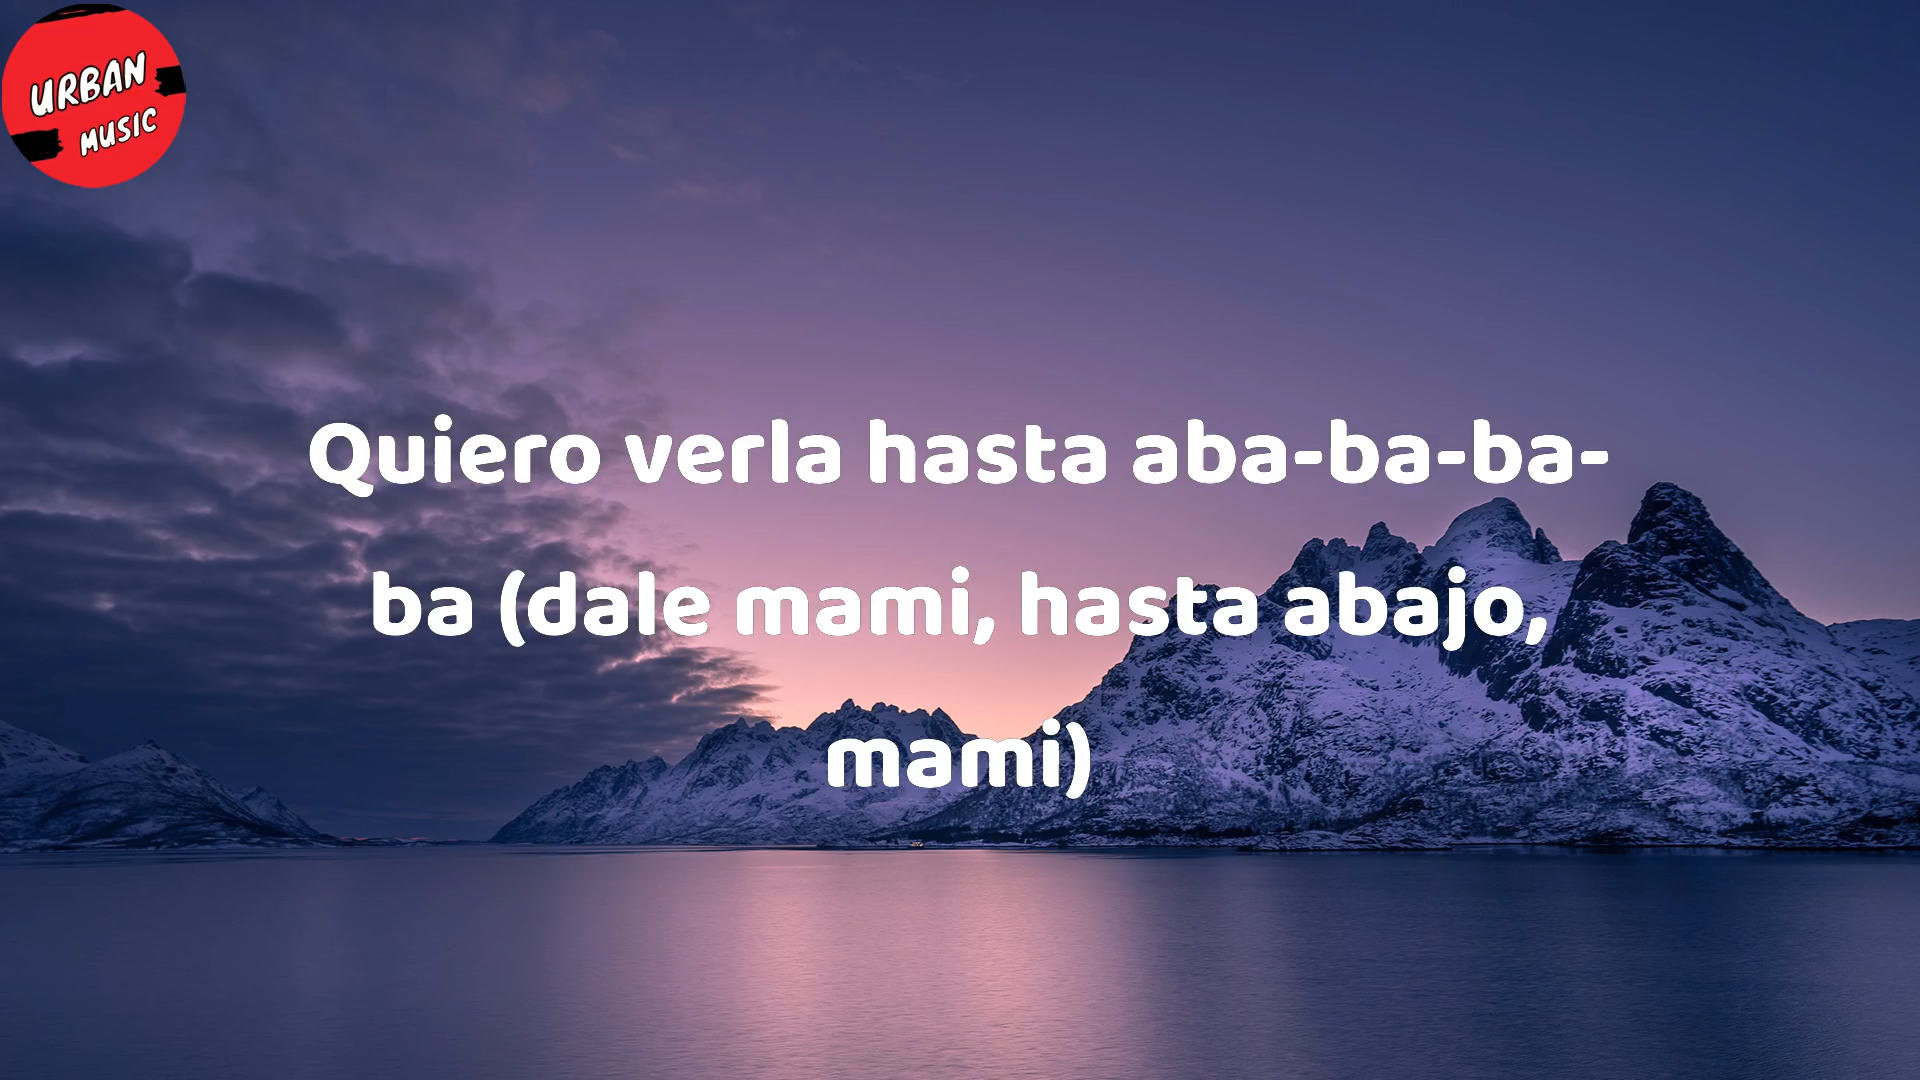 URBAN
MUSIC
Quiero verla hasta aba-ba-ba-
ba (dale mami, hasta abajo,
mami)